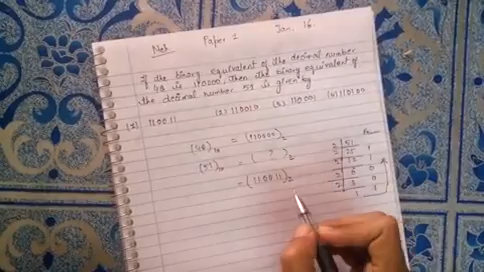 Net Paper 1 Jan. 16.
If the binary equivalent of the decimal number
48 is 110000, then the binary equivalent of
the decimal number 51 is given by
(1) 110011 (2) 110010 (3) 110001 (4) 110100
(48)10 = (110000)2
(51)10 = ( ? )2
= (110011)2
2 51
2 25 1
2 12 1
2 6 0
2 3 0
1 1